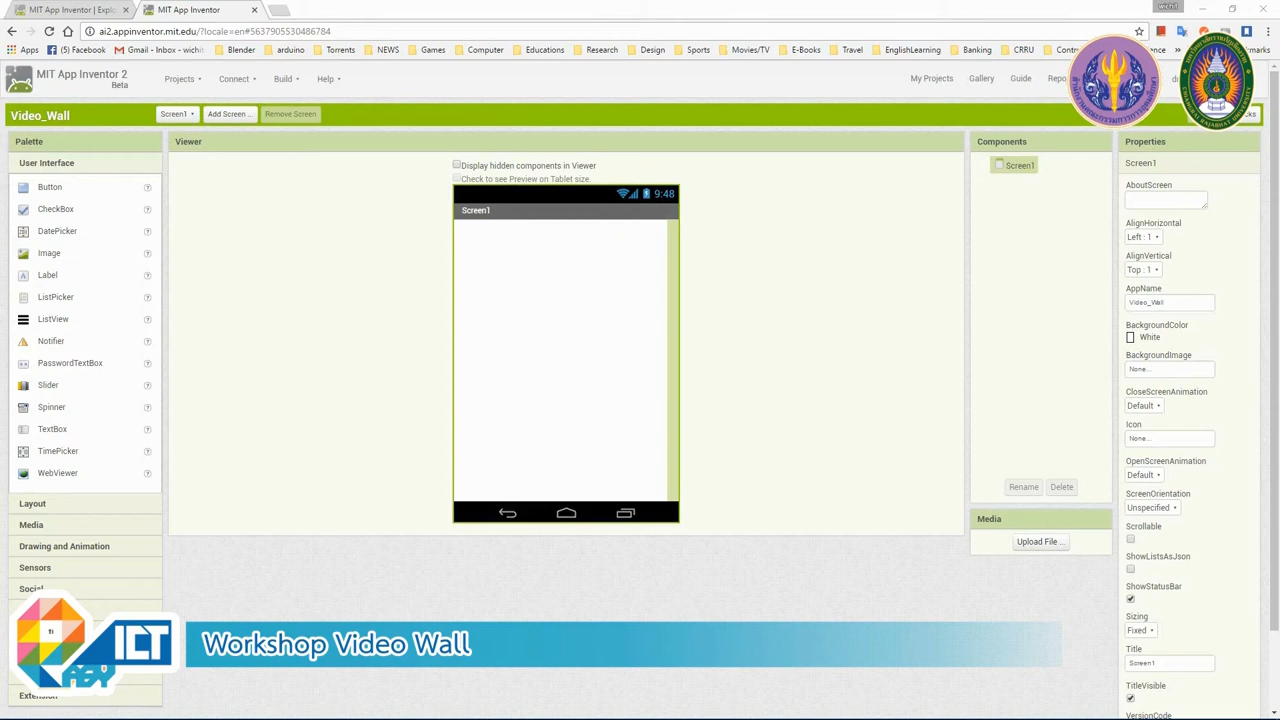 MIT App Inventor | Explo
MIT App Inventor
wichit
ai2.appinventor.mit.edu/?locale=en#5637905530486784
Apps
(5) Facebook
Gmail - Inbox - wichit
Blender
arduino
Torrents
NEWS
Games
Computer
Educations
Research
Design
Sport
Movies/TV
E-Books
Travel
EnglishLearning
Banking
CRRU
MIT App Inventor 2
Beta
Projects
Connect
Build
Help
My Projects
Gallery
Guide
Video_Wall
Screen1
Add Screen ...
Remove Screen
Palette
Viewer
Components
Properties
User Interface
Button
CheckBox
DatePicker
Image
Label
ListPicker
ListView
Notifier
PasswordTextBox
Slider
Spinner
TextBox
TimePicker
WebViewer
Layout
Media
Drawing and Animation
Sensors
Social
Extension
Display hidden components in Viewer
Check to see Preview on Tablet size.
9:48
Screen1
Screen1
Rename
Delete
Media
Upload File ...
Screen1
AboutScreen
AlignHorizontal
Left : 1
AlignVertical
Top : 1
AppName
Video_Wall
BackgroundColor
White
BackgroundImage
None...
CloseScreenAnimation
Default
Icon
None...
OpenScreenAnimation
Default
ScreenOrientation
Unspecified
Scrollable
ShowListsAsJson
ShowStatusBar
Sizing
Fixed
Title
Screen1
TitleVisible
VersionCode
ICT
Workshop Video Wall